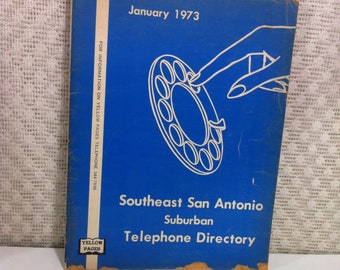 January 1973
FOR INFORMATION ON YELLOW PAGES TELEPHONE
Southeast San Antonio
Suburban
Telephone Directory
YELLOW
PAGES